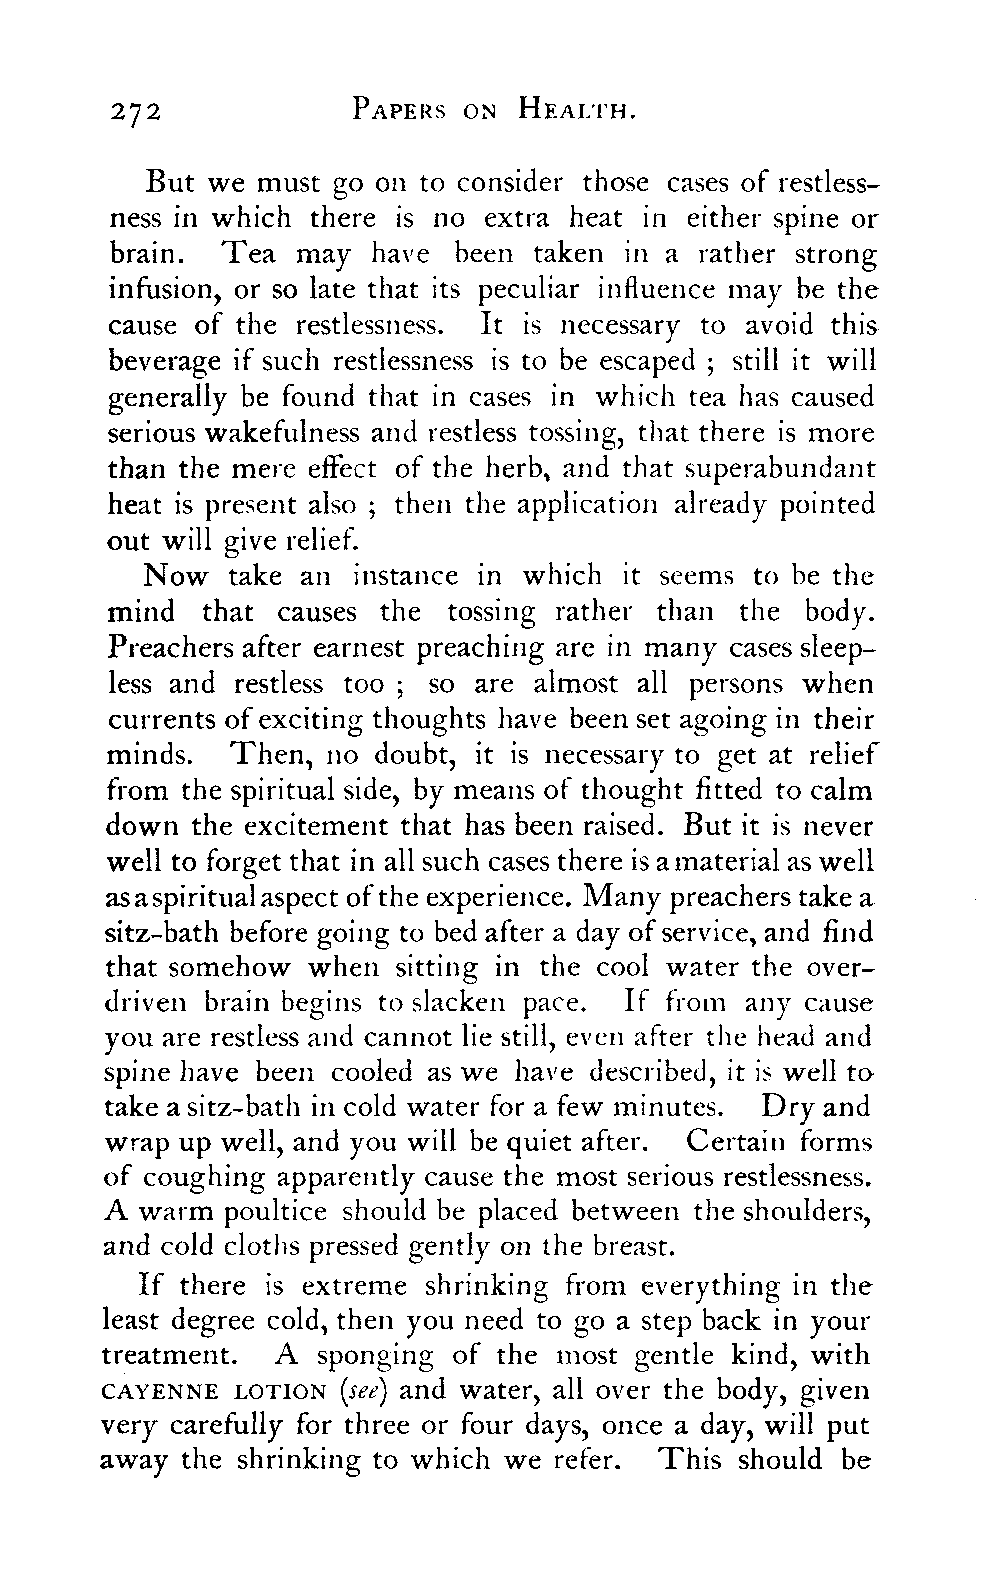 272 PAPERS ON HEALTH.
But we must go on to consider those cases of restless-
ness in which there is no extra heat in either spine or
brain. Tea may have been taken in a rather strong
infusion, or so late that its peculiar influence may be the
cause of the restlessness. It is necessary to avoid this
beverage if such restlessness is to be escaped ; still it will
generally be found that in cases in which tea has caused
serious wakefulness and restless tossing, that there is more
than the mere effect of the herb, and that superabundant
heat is present also ; then the application already pointed
out will give relief.
Now take an instance in which it seems to be the
mind that causes the tossing rather than the body.
Preachers after earnest preaching are in many cases sleep-
less and restless too ; so are almost all persons when
currents of exciting thoughts have been set agoing in their
minds. Then, no doubt, it is necessary to get at relief
from the spiritual side, by means of thought fitted to calm
down the excitement that has been raised. But it is never
well to forget that in all such cases there is a material as well
as a spiritual aspect of the experience. Many preachers take a
sitz-bath before going to bed after a day of service, and find
that somehow when sitting in the cool water the over-
driven brain begins to slacken pace. If from any cause
you are restless and cannot lie still, even after the head and
spine have been cooled as we have described, it is well to
take a sitz-bath in cold water for a few minutes. Dry and
wrap up well, and you will be quiet after. Certain forms
of coughing apparently cause the most serious restlessness.
A warm poultice should be placed between the shoulders,
and cold cloths pressed gently on the breast.
If there is extreme shrinking from everything in the
least degree cold, then you need to go a step back in your
treatment. A sponging of the most gentle kind, with
CAYENNE LOTION (see) and water, all over the body, given
very carefully for three or four days, once a day, will put
away the shrinking to which we refer. This should be